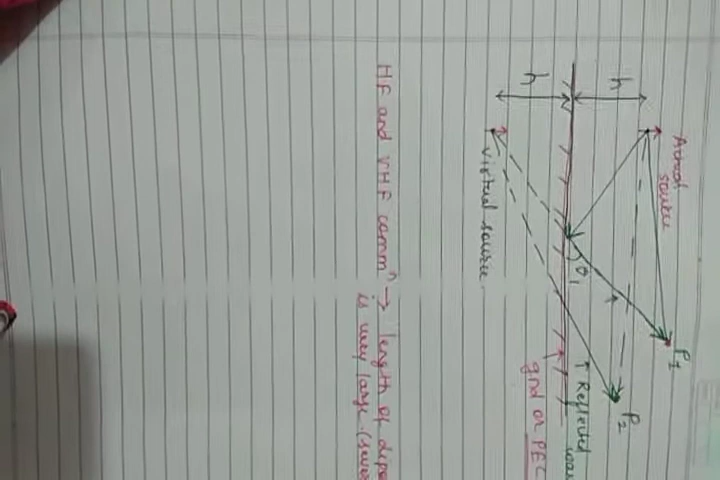 Actual
source
h
h
P1
P2
θ1
Reflected
virtual source.
gnd or PEC
HF and VHF commⁿ → length of
is very large.